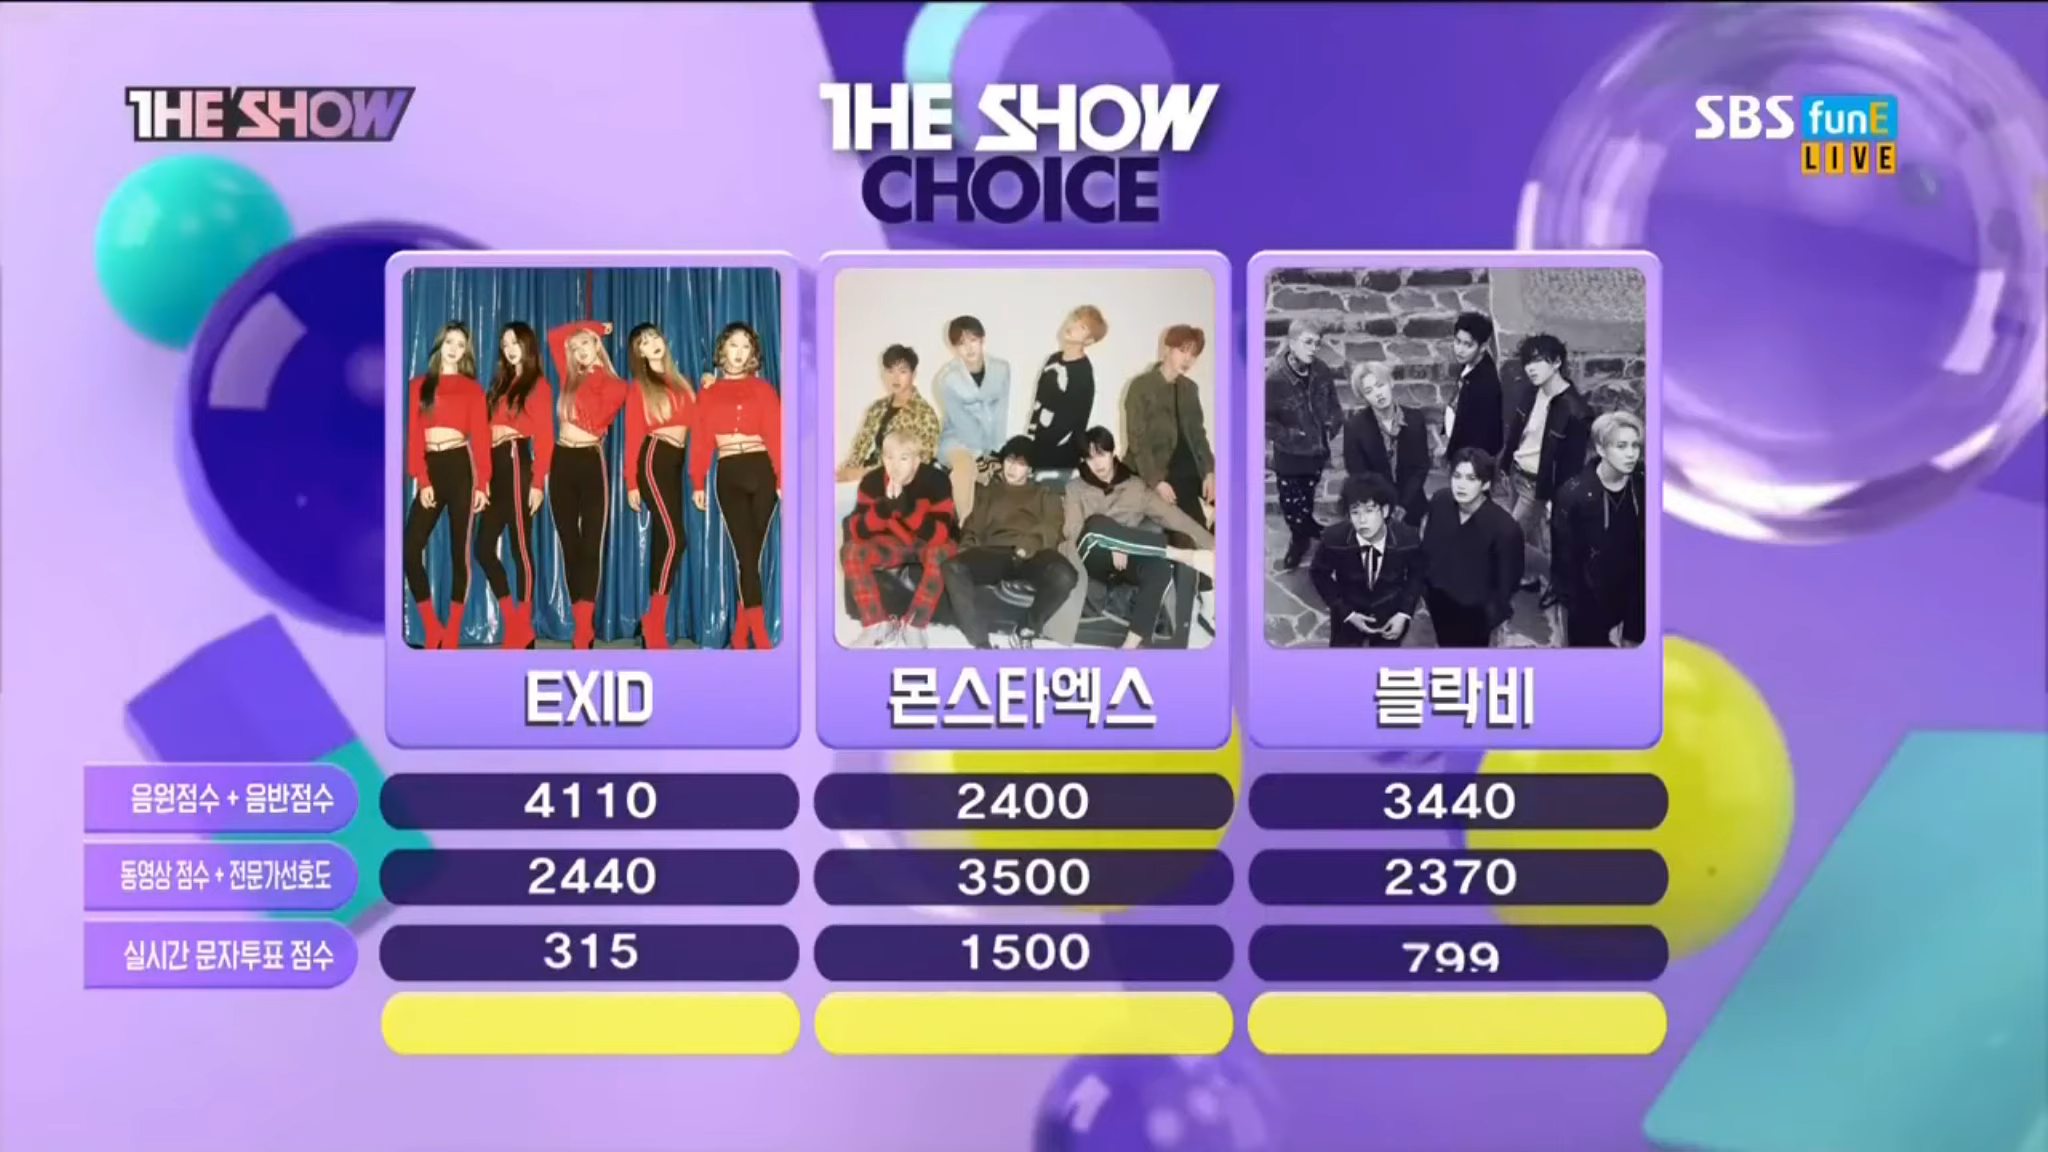 THE SHOW
THE SHOW
CHOICE
SBS funE
LIVE
EXID 몬스타엑스 블락비
음원점수 + 음반점수 4110 2400 3440
동영상 점수 + 전문가선호도 2440 3500 2370
실시간 문자투표 점수 315 1500 799